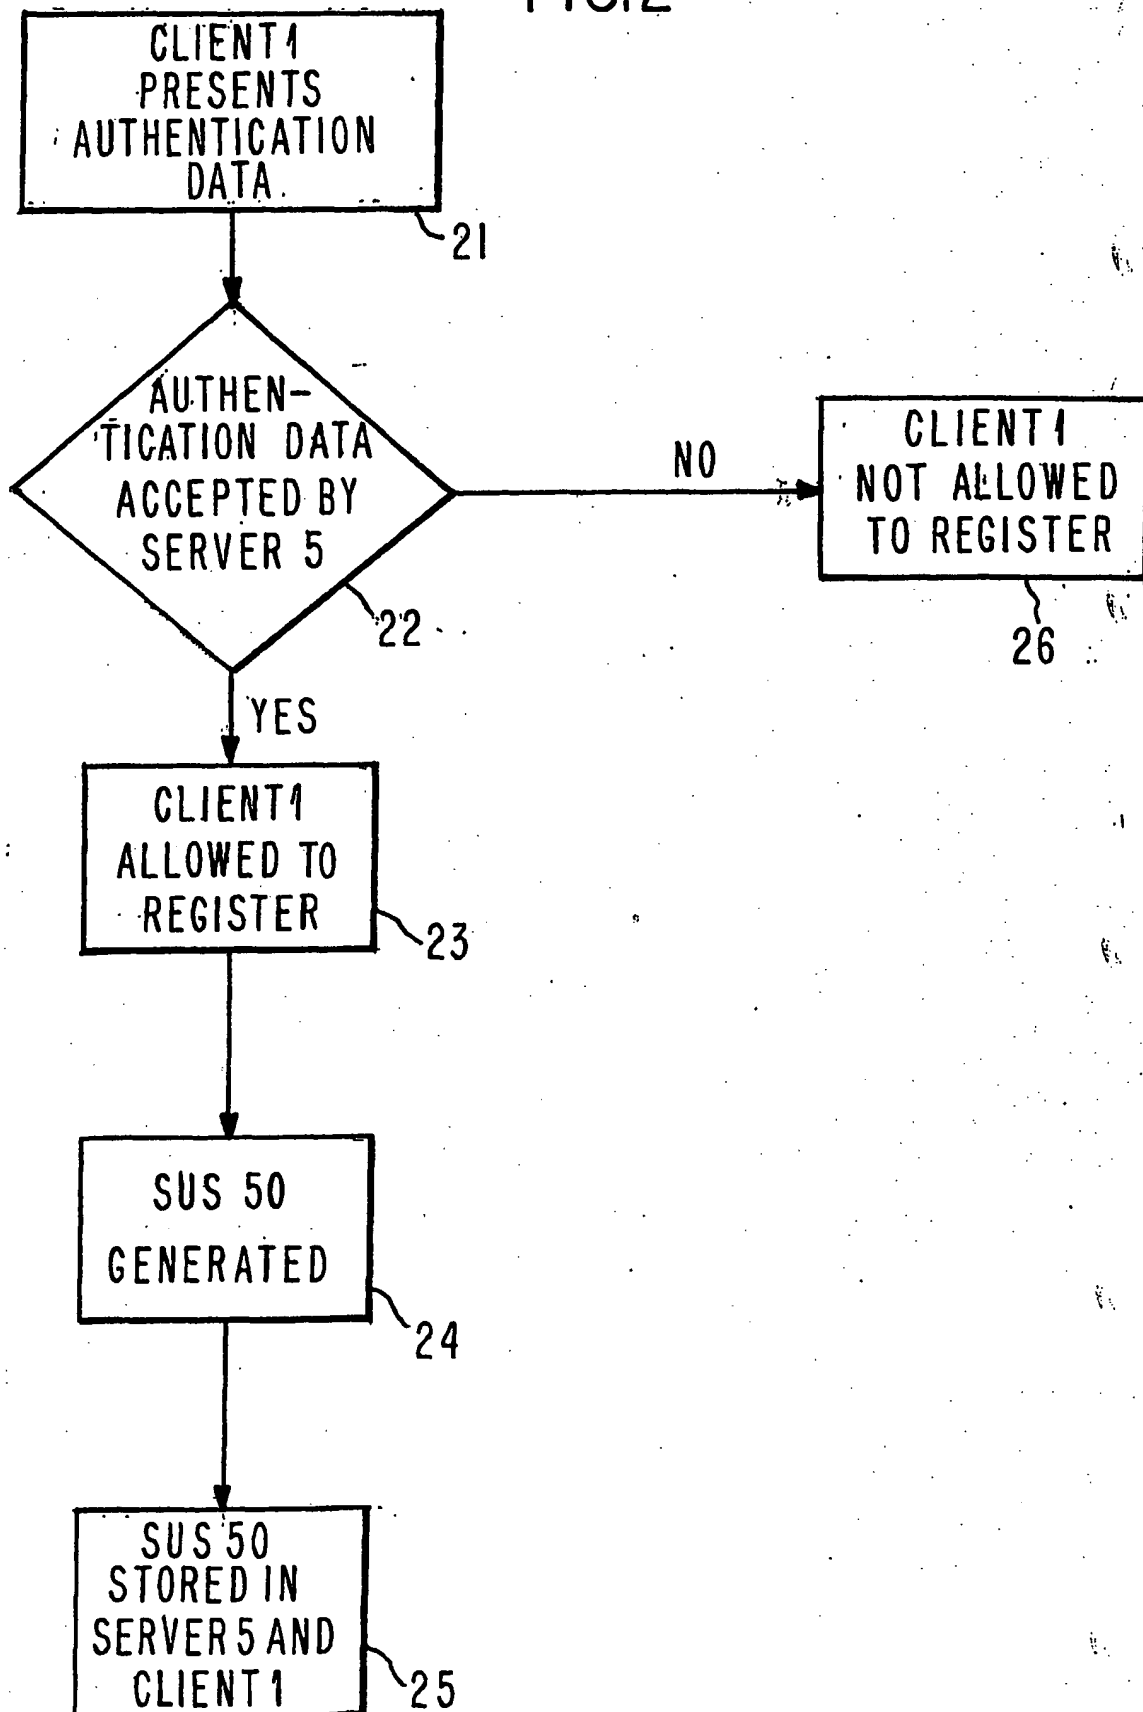 FIG. 2
CLIENT 1
PRESENTS
AUTHENTICATION
DATA.
21
AUTHEN-
TICATION DATA
ACCEPTED BY
SERVER 5
22
NO
CLIENT 1
NOT ALLOWED
TO REGISTER
26
YES
CLIENT 1
ALLOWED TO
REGISTER
23
SUS 50
GENERATED
24
SUS 50
STORED IN
SERVER 5 AND
CLIENT 1
25